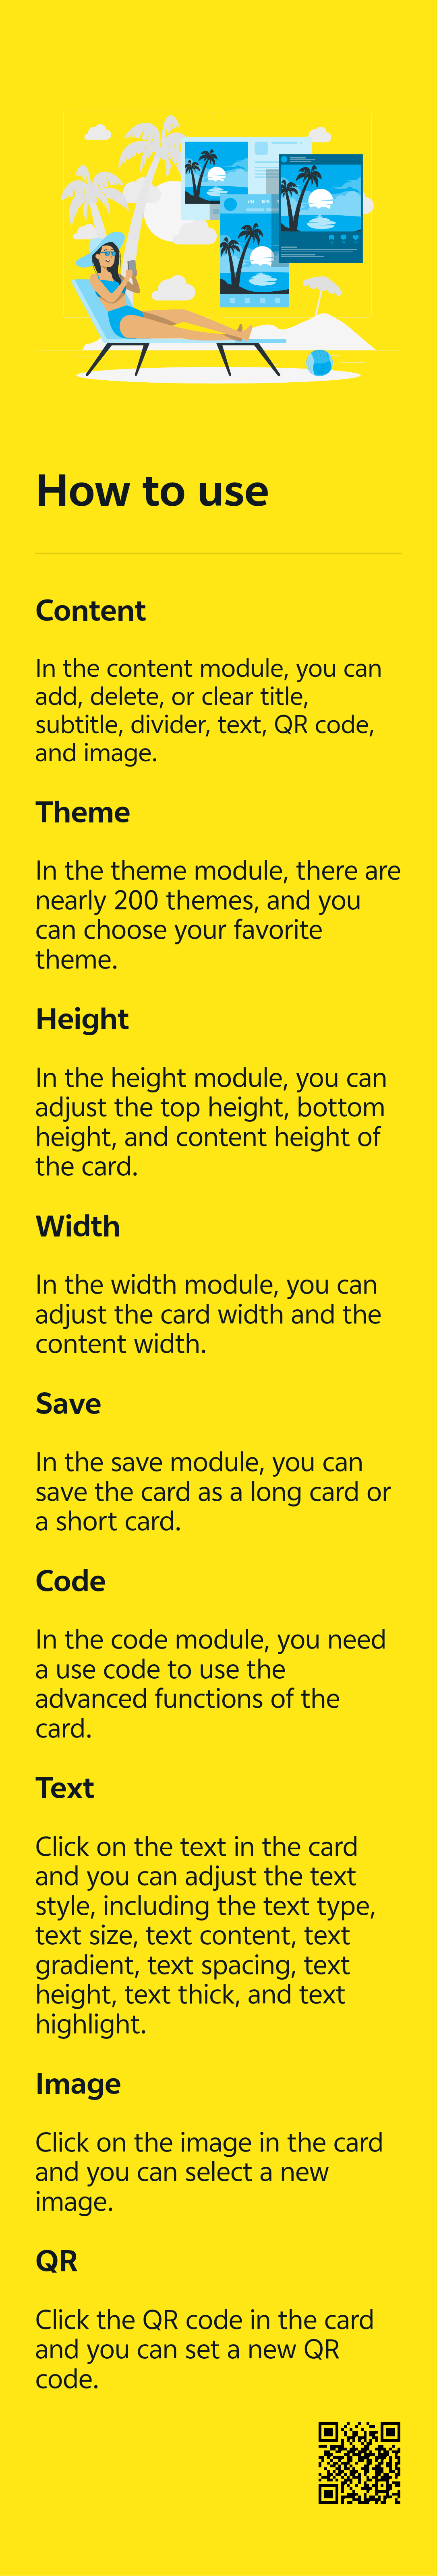 How to use
Content
In the content module, you can
add, delete, or clear title,
subtitle, divider, text, QR code,
and image.
Theme
In the theme module, there are
nearly 200 themes, and you
can choose your favorite
theme.
Height
In the height module, you can
adjust the top height, bottom
height, and content height of
the card.
Width
In the width module, you can
adjust the card width and the
content width.
Save
In the save module, you can
save the card as a long card or
a short card.
Code
In the code module, you need
a use code to use the
advanced functions of the
card.
Text
Click on the text in the card
and you can adjust the text
style, including the text type,
text size, text content, text
gradient, text spacing, text
height, text thick, and text
highlight.
Image
Click on the image in the card
and you can select a new
image.
QR
Click the QR code in the card
and you can set a new QR
code.